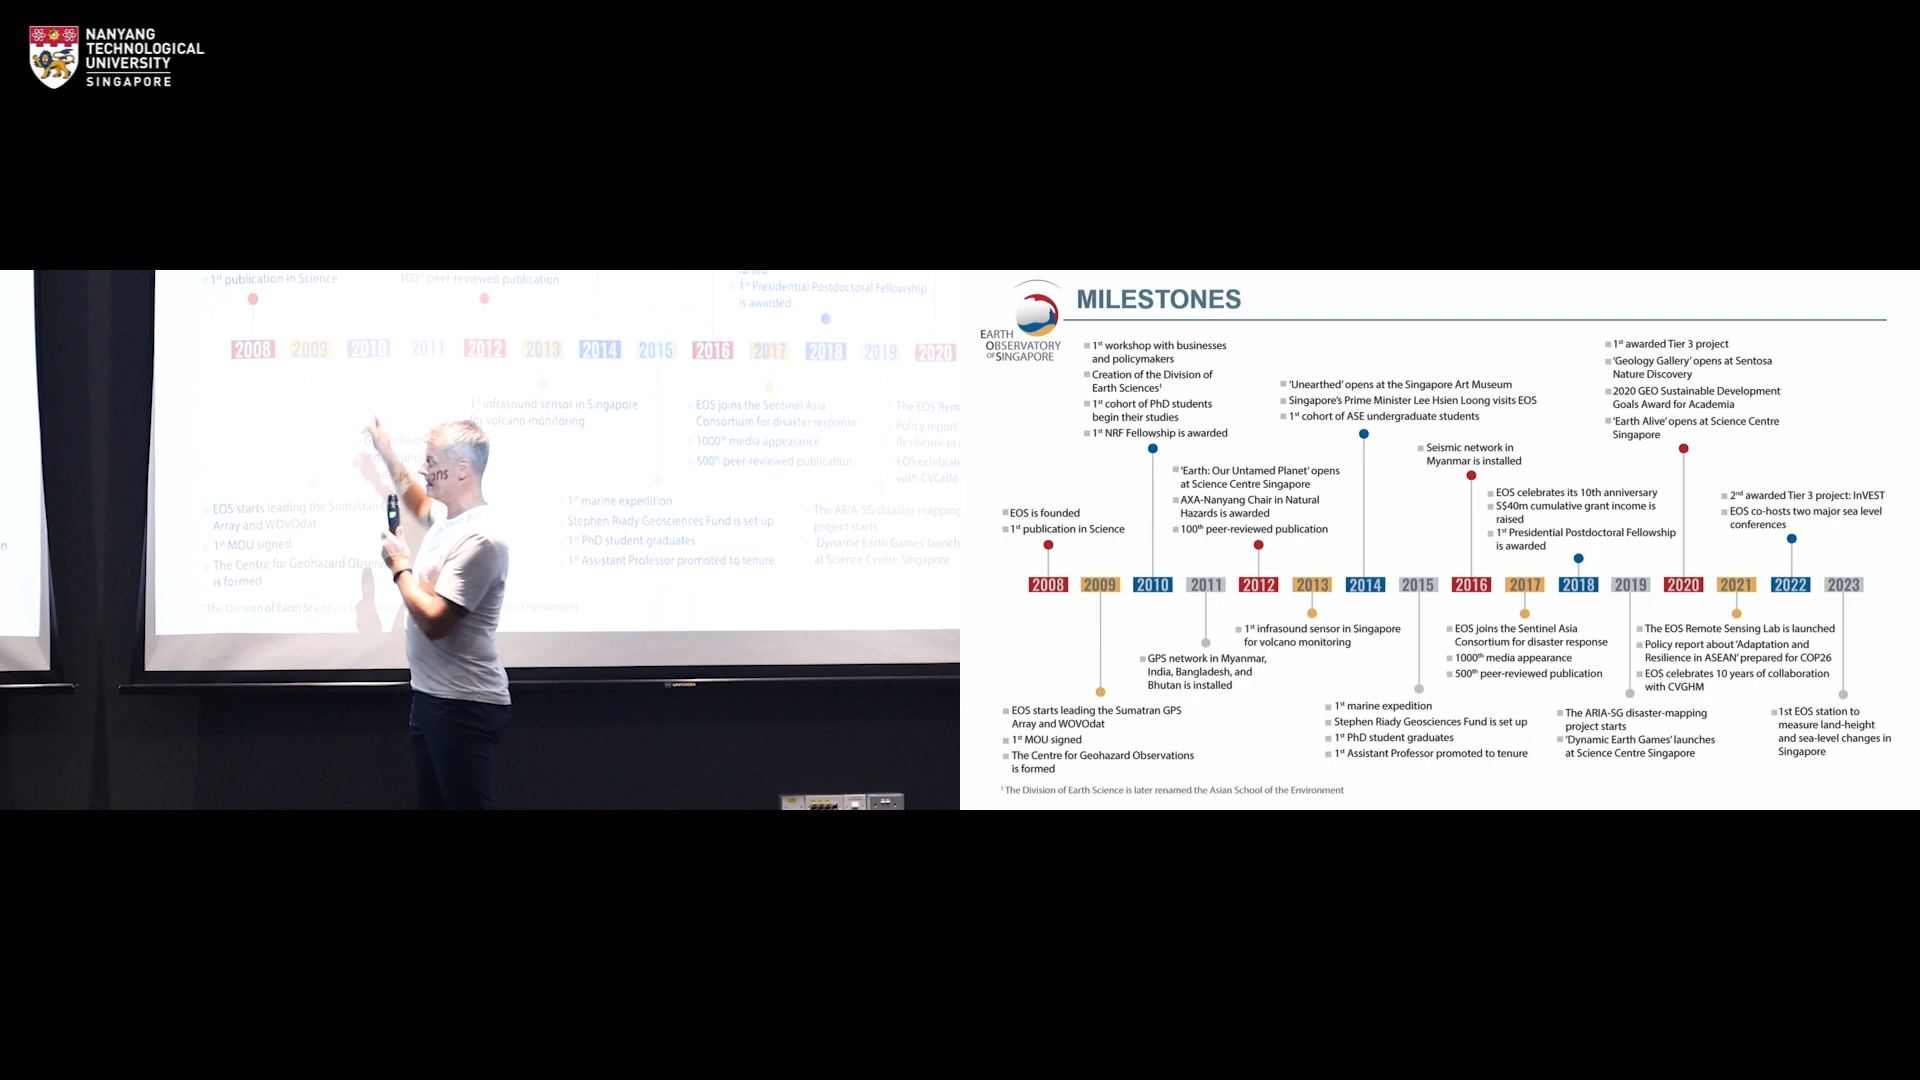 NANYANG
TECHNOLOGICAL
UNIVERSITY
SINGAPORE
1st publication in Science
100th peer-reviewed publication
raised
1st Presidential Postdoctoral Fellowship
is awarded
2008 2009 2010 2011 2012 2013 2014 2015 2016 2017 2018 2019 2020
1st infrasound sensor in Singapore
for volcano monitoring
EOS joins the Sentinel Asia
Consortium for disaster response
1000th media appearance
500th peer-reviewed publication
The EOS Rem
Policy report
Resilience in
EOS celebrat
with CVGHM
EOS starts leading the Sumatran
Array and WOVOdat
1st MOU signed
The Centre for Geohazard Observ
is formed
1st marine expedition
Stephen Riady Geosciences Fund is set up
1st PhD student graduates
1st Assistant Professor promoted to tenure
The ARIA-SG disaster-mapping
project starts
'Dynamic Earth Games' launch
at Science Centre Singapore
1 The Division of Earth Science is
the Environment
EARTH
OBSERVATORY
OF SINGAPORE
MILESTONES
1st workshop with businesses
and policymakers
Creation of the Division of
Earth Sciences1
1st cohort of PhD students
begin their studies
1st NRF Fellowship is awarded
'Unearthed' opens at the Singapore Art Museum
Singapore's Prime Minister Lee Hsien Loong visits EOS
1st cohort of ASE undergraduate students
1st awarded Tier 3 project
'Geology Gallery' opens at Sentosa
Nature Discovery
2020 GEO Sustainable Development
Goals Award for Academia
'Earth Alive' opens at Science Centre
Singapore
Seismic network in
Myanmar is installed
'Earth: Our Untamed Planet' opens
at Science Centre Singapore
AXA-Nanyang Chair in Natural
Hazards is awarded
100th peer-reviewed publication
EOS celebrates its 10th anniversary
S$40m cumulative grant income is
raised
1st Presidential Postdoctoral Fellowship
is awarded
2nd awarded Tier 3 project: InVEST
EOS co-hosts two major sea level
conferences
EOS is founded
1st publication in Science
2008 2009 2010 2011 2012 2013 2014 2015 2016 2017 2018 2019 2020 2021 2022 2023
1st infrasound sensor in Singapore
for volcano monitoring
EOS joins the Sentinel Asia
Consortium for disaster response
1000th media appearance
500th peer-reviewed publication
The EOS Remote Sensing Lab is launched
Policy report about 'Adaptation and
Resilience in ASEAN' prepared for COP26
EOS celebrates 10 years of collaboration
with CVGHM
GPS network in Myanmar,
India, Bangladesh, and
Bhutan is installed
EOS starts leading the Sumatran GPS
Array and WOVOdat
1st MOU signed
The Centre for Geohazard Observations
is formed
1st marine expedition
Stephen Riady Geosciences Fund is set up
1st PhD student graduates
1st Assistant Professor promoted to tenure
The ARIA-SG disaster-mapping
project starts
'Dynamic Earth Games' launches
at Science Centre Singapore
1st EOS station to
measure land-height
and sea-level changes in
Singapore
1 The Division of Earth Science is later renamed the Asian School of the Environment